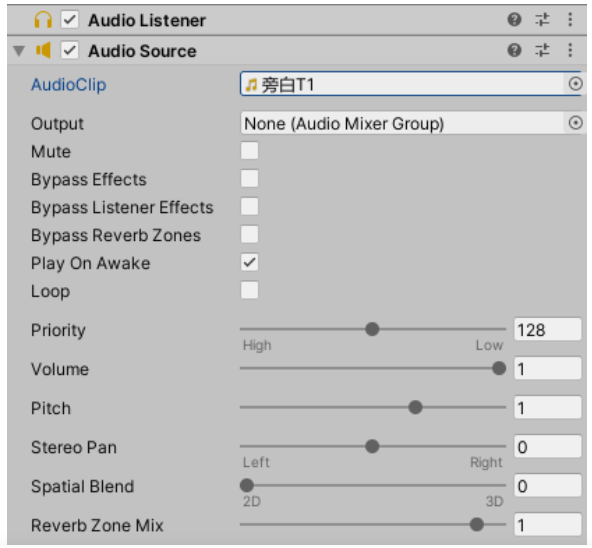 Audio Listener
Audio Source
AudioClip 旁白T1
Output None (Audio Mixer Group)
Mute
Bypass Effects
Bypass Listener Effects
Bypass Reverb Zones
Play On Awake
Loop
Priority 128
High Low
Volume 1
Pitch 1
Stereo Pan 0
Left Right
Spatial Blend 0
2D 3D
Reverb Zone Mix 1